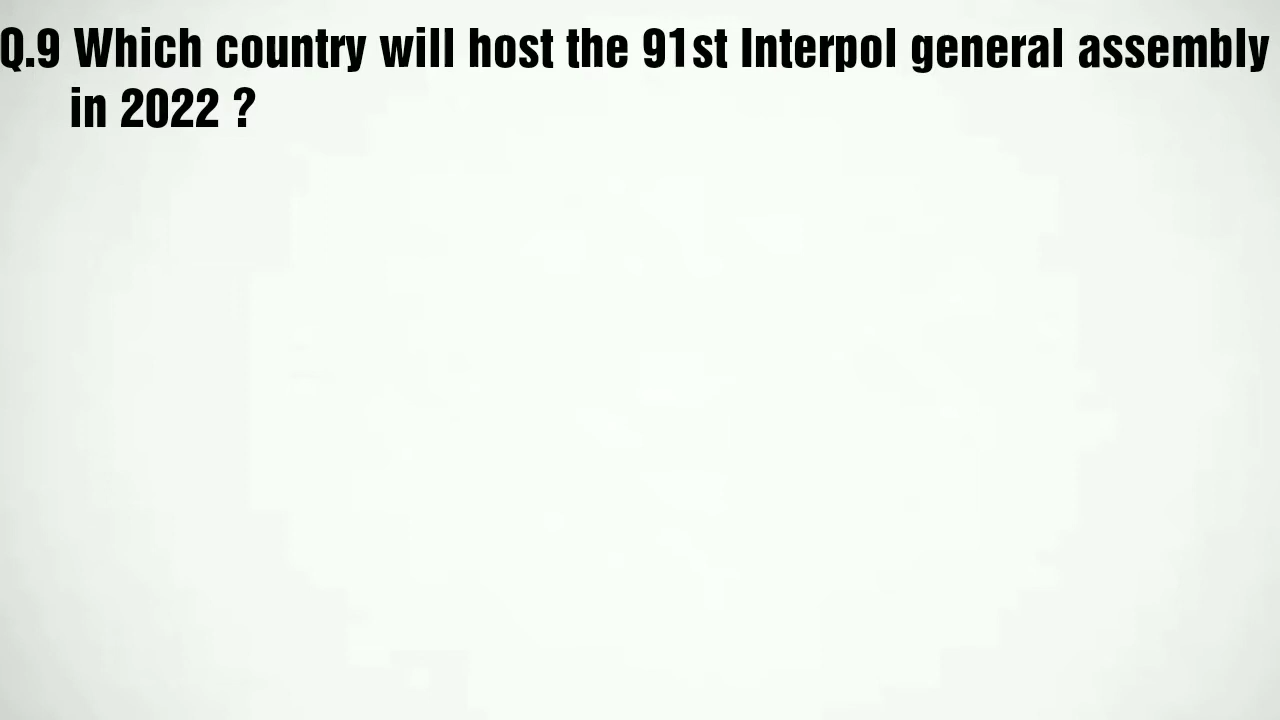 Q.9 Which country will host the 91st Interpol general assembly
in 2022 ?